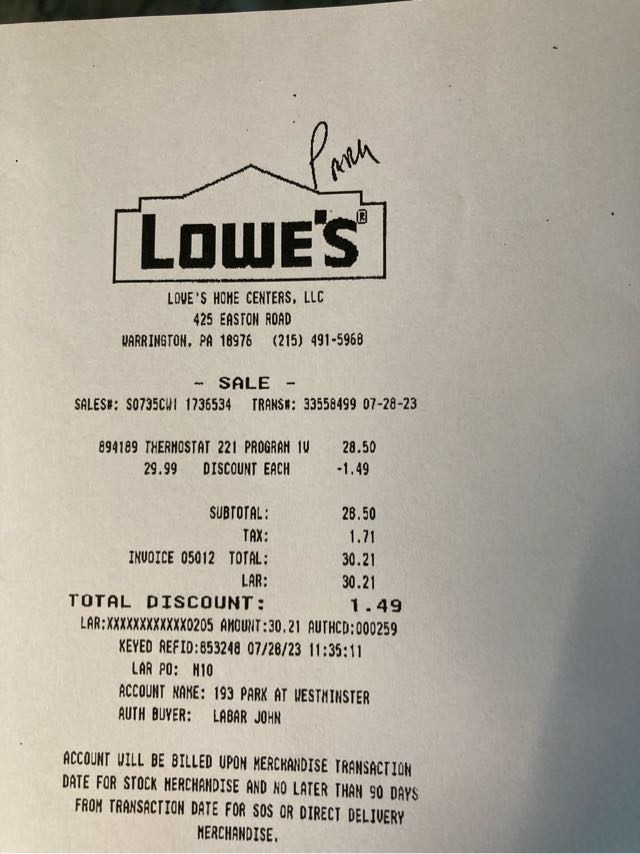 Park
LOWE'S®
LOWE'S HOME CENTERS, LLC
425 EASTON ROAD
WARRINGTON, PA 18976 (215) 491-5968
- SALE -
SALES#: S0735CW1 1736534 TRANS#: 33558499 07-28-23
894189 THERMOSTAT 221 PROGRAM 1W 28.50
29.99 DISCOUNT EACH -1.49
SUBTOTAL: 28.50
TAX: 1.71
INVOICE 05012 TOTAL: 30.21
LAR: 30.21
TOTAL DISCOUNT: 1.49
LAR:XXXXXXXXXXXX0205 AMOUNT:30.21 AUTHCD:000259
KEYED REFID:853248 07/28/23 11:35:11
LAR PO: M10
ACCOUNT NAME: 193 PARK AT WESTMINSTER
AUTH BUYER: LABAR JOHN
ACCOUNT WILL BE BILLED UPON MERCHANDISE TRANSACTION
DATE FOR STOCK MERCHANDISE AND NO LATER THAN 90 DAYS
FROM TRANSACTION DATE FOR SOS OR DIRECT DELIVERY
MERCHANDISE.